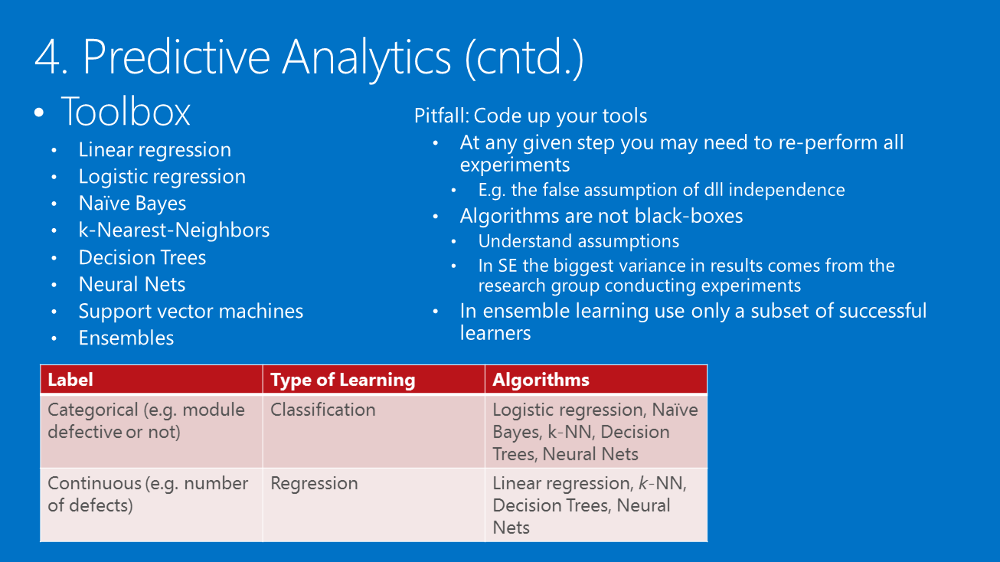 4. Predictive Analytics (cntd.)
• Toolbox
• Linear regression
• Logistic regression
• Naïve Bayes
• k-Nearest-Neighbors
• Decision Trees
• Neural Nets
• Support vector machines
• Ensembles
Pitfall: Code up your tools
• At any given step you may need to re-perform all
experiments
• E.g. the false assumption of dll independence
• Algorithms are not black-boxes
• Understand assumptions
• In SE the biggest variance in results comes from the
research group conducting experiments
• In ensemble learning use only a subset of successful
learners
Label
Type of Learning
Algorithms
Categorical (e.g. module
defective or not)
Classification
Logistic regression, Naïve
Bayes, k-NN, Decision
Trees, Neural Nets
Continuous (e.g. number
of defects)
Regression
Linear regression, k-NN,
Decision Trees, Neural
Nets